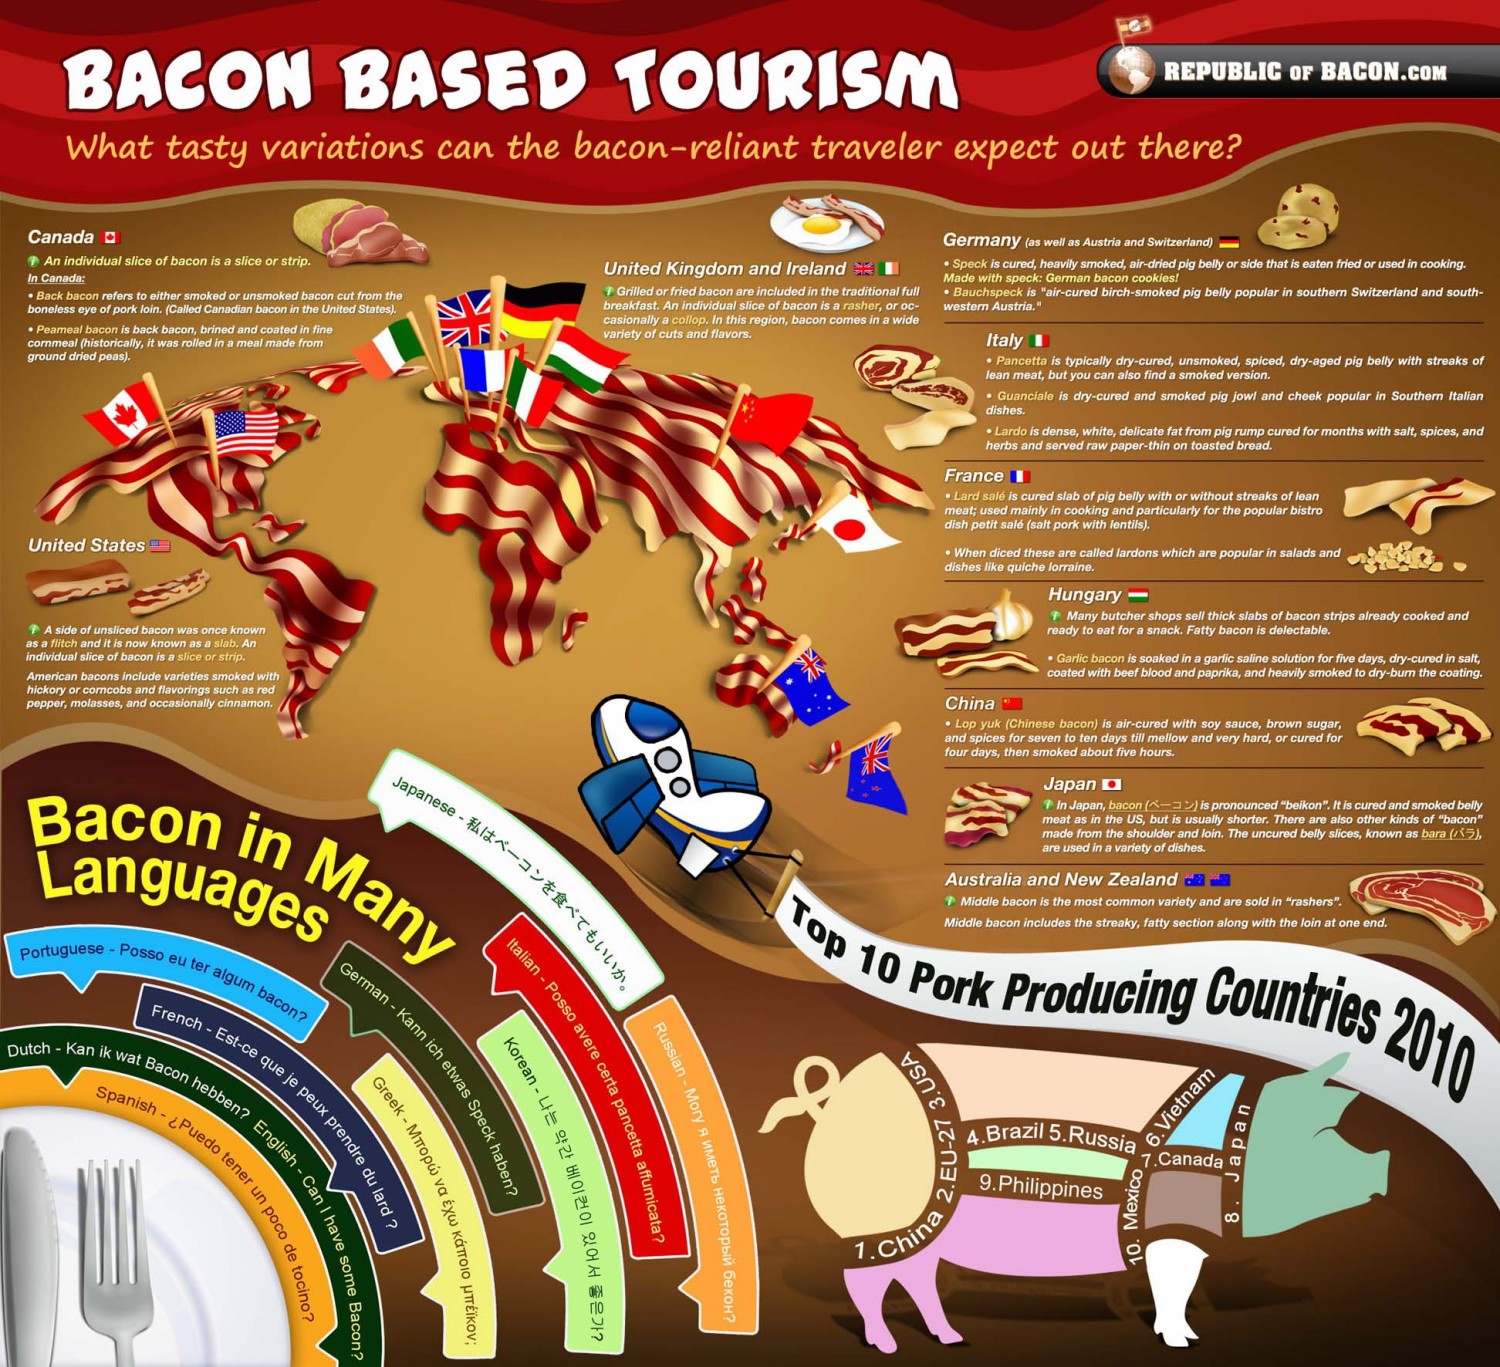 BACON BASED TOURISM
What tasty variations can the bacon-reliant traveler expect out there?
REPUBLIC OF BACON.COM
Canada
An individual slice of bacon is a slice or strip.
In Canada:
• Back bacon refers to either smoked or unsmoked bacon cut from the
boneless eye of pork loin. (Called Canadian bacon in the United States).
• Peameal bacon is back bacon, brined and coated in fine
cornmeal (historically, it was rolled in a meal made from
ground dried peas).
United Kingdom and Ireland
Grilled or fried bacon are included in the traditional full
breakfast. An individual slice of bacon is a rasher, or oc-
casionally a collop. In this region, bacon comes in a wide
variety of cuts and flavors.
United States
A side of unsliced bacon was once known
as a flitch and it is now known as a slab. An
individual slice of bacon is a slice or strip.
American bacons include varieties smoked with
hickory or corncobs and flavorings such as red
pepper, molasses, and occasionally cinnamon.
Germany (as well as Austria and Switzerland)
• Speck is cured, heavily smoked, air-dried pig belly or side that is eaten fried or used in cooking.
Made with speck: German bacon cookies!
• Bauchspeck is "air-cured birch-smoked pig belly popular in southern Switzerland and south-
western Austria."
Italy
• Pancetta is typically dry-cured, unsmoked, spiced, dry-aged pig belly with streaks of
lean meat, but you can also find a smoked version.
• Guanciale is dry-cured and smoked pig jowl and cheek popular in Southern Italian
dishes.
• Lardo is dense, white, delicate fat from pig rump cured for months with salt, spices, and
herbs and served raw paper-thin on toasted bread.
France
• Lard salé is cured slab of pig belly with or without streaks of lean
meat; used mainly in cooking and particularly for the popular bistro
dish petit salé (salt pork with lentils).
• When diced these are called lardons which are popular in salads and
dishes like quiche lorraine.
Hungary
Many butcher shops sell thick slabs of bacon strips already cooked and
ready to eat for a snack. Fatty bacon is delectable.
• Garlic bacon is soaked in a garlic saline solution for five days, dry-cured in salt,
coated with beef blood and paprika, and heavily smoked to dry-burn the coating.
China
• Lop yuk (Chinese bacon) is air-cured with soy sauce, brown sugar,
and spices for seven to ten days till mellow and very hard, or cured for
four days, then smoked about five hours.
Japan
In Japan, bacon (ベーコン) is pronounced “beikon”. It is cured and smoked belly
meat as in the US, but is usually shorter. There are also other kinds of “bacon”
made from the shoulder and loin. The uncured belly slices, known as bara (バラ),
are used in a variety of dishes.
Australia and New Zealand
Middle bacon is the most common variety and are sold in “rashers”.
Middle bacon includes the streaky, fatty section along with the loin at one end.
Bacon in Many
Languages
Japanese - 私はベーコンを食べてもいいか。
Portuguese - Posso eu ter algum bacon?
German - Kann ich etwas Speck haben?
Italian - Posso avere certa pancetta affumicata?
French - Est-ce que je peux prendre du lard ?
Dutch - Kan ik wat Bacon hebben?
English - Can I have some Bacon?
Spanish - ¿Puedo tener un poco de tocino?
Greek - Μπορώ να έχω κάποιο μπέϊκον;
Korean - 나는 약간 베이컨이 있어서 좋은가?
Russian - Могу я иметь некоторый бекон?
Top 10 Pork Producing Countries 2010
1.China
2.EU-27
3.USA
4.Brazil
5.Russia
6.Vietnam
7.Canada
8. Japan
9.Philippines
10. Mexico